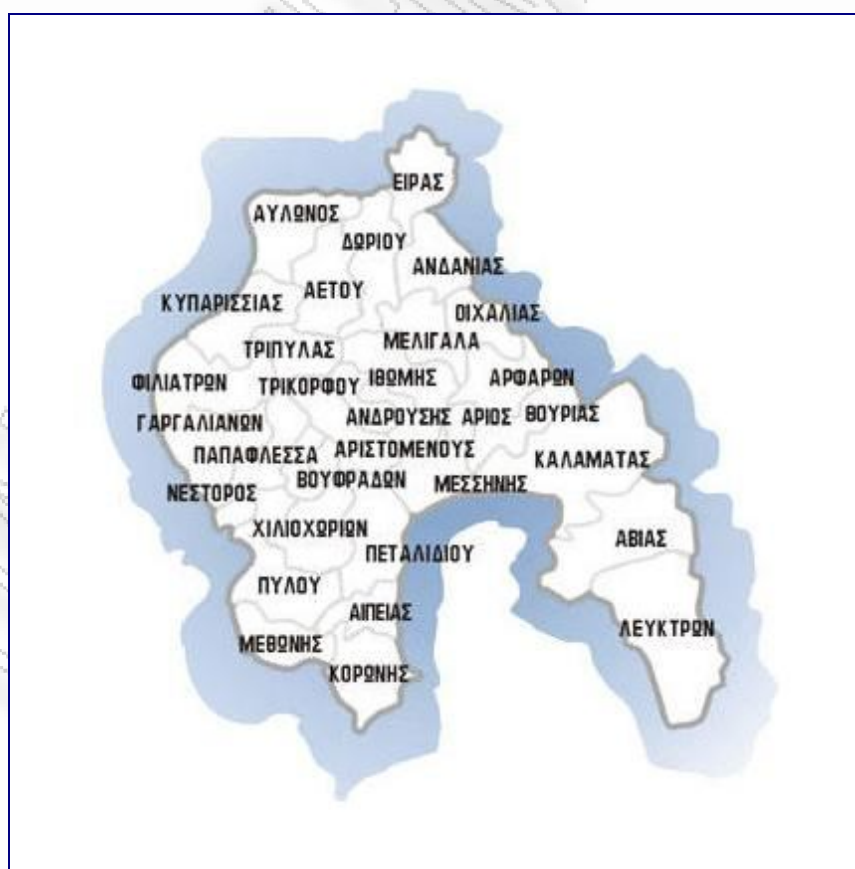 ΕΙΡΑΣ
ΑΥΛΩΝΟΣ
ΔΩΡΙΟΥ
ΑΝΔΑΝΙΑΣ
ΑΕΤΟΥ
ΚΥΠΑΡΙΣΣΙΑΣ
ΟΙΧΑΛΙΑΣ
ΜΕΛΙΓΑΛΑ
ΤΡΙΠΥΛΑΣ
ΦΙΛΙΑΤΡΩΝ
ΤΡΙΚΟΡΦΟΥ
ΙΘΩΜΗΣ
ΑΡΦΑΡΩΝ
ΓΑΡΓΑΛΙΑΝΩΝ
ΑΝΔΡΟΥΣΗΣ
ΑΡΙΟΣ
ΘΟΥΡΙΑΣ
ΠΑΠΑΦΛΕΣΣΑ
ΑΡΙΣΤΟΜΕΝΟΥΣ
ΚΑΛΑΜΑΤΑΣ
ΝΕΣΤΟΡΟΣ
ΒΟΥΦΡΑΔΩΝ
ΜΕΣΣΗΝΗΣ
ΧΙΛΙΟΧΩΡΙΩΝ
ΠΕΤΑΛΙΔΙΟΥ
ΑΒΙΑΣ
ΠΥΛΟΥ
ΑΙΠΕΙΑΣ
ΛΕΥΚΤΡΩΝ
ΜΕΘΩΝΗΣ
ΚΟΡΩΝΗΣ